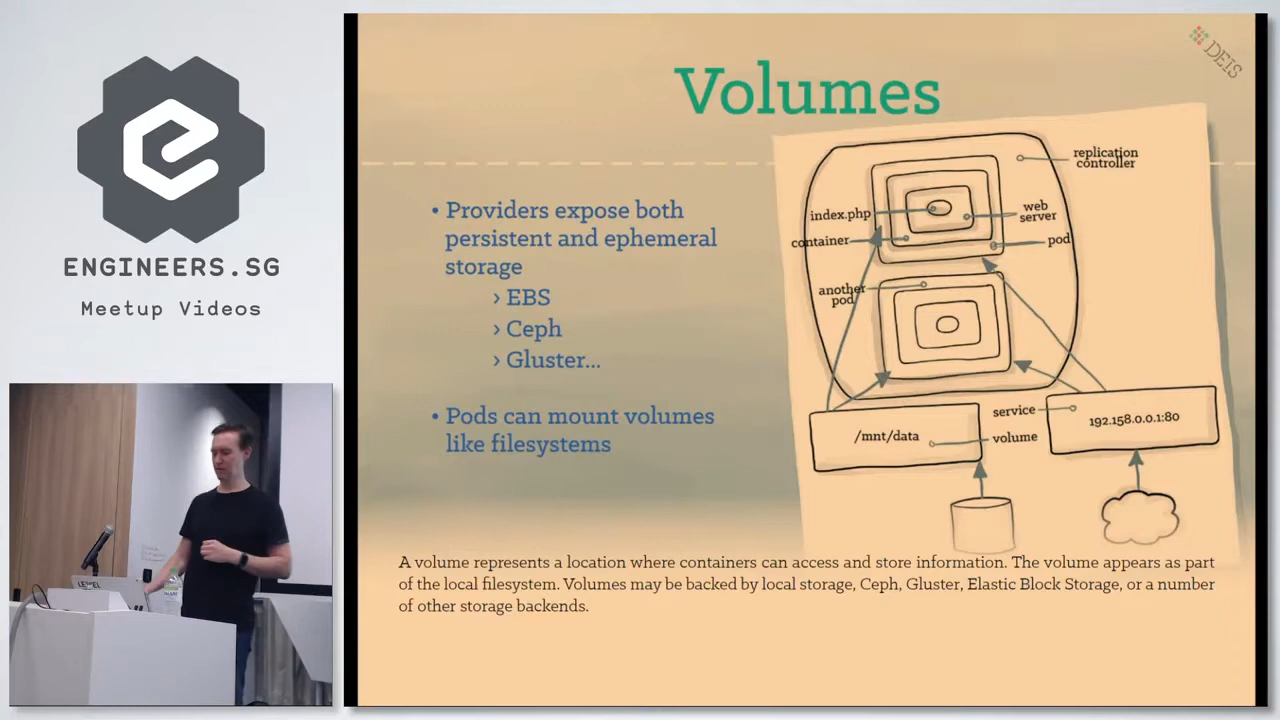 ENGINEERS.SG
Meetup Videos
DEIS
Volumes
• Providers expose both
persistent and ephemeral
storage
› EBS
› Ceph
› Gluster...
• Pods can mount volumes
like filesystems
replication
controller
index.php
web
server
container
pod
another
pod
service
192.158.0.0.1:80
/mnt/data
volume
A volume represents a location where containers can access and store information. The volume appears as part
of the local filesystem. Volumes may be backed by local storage, Ceph, Gluster, Elastic Block Storage, or a number
of other storage backends.